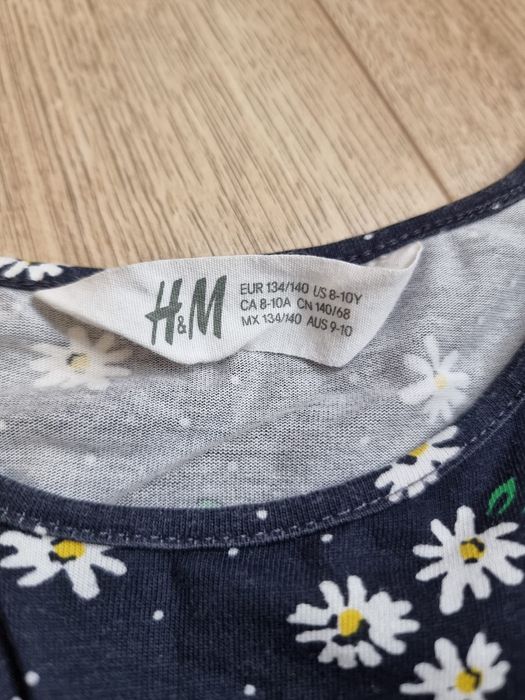 H&M
EUR 134/140 US 8-10Y
CA 8-10A CN 140/68
MX 134/140 AUS 9-10